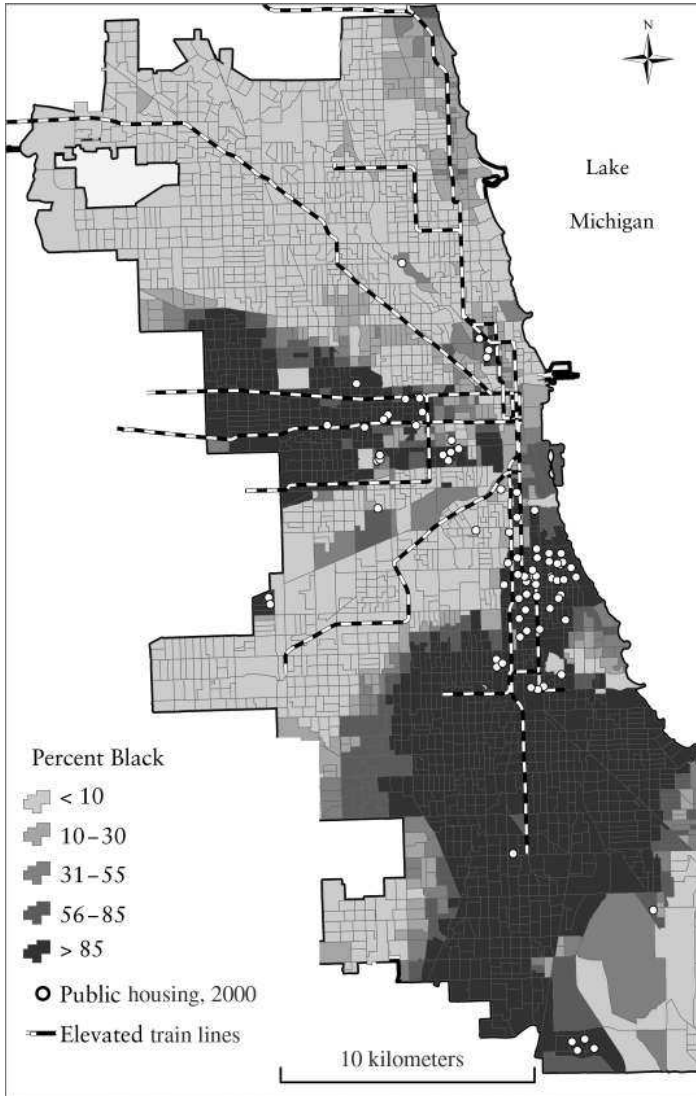 N
Lake
Michigan
Percent Black
< 10
10–30
31–55
56–85
> 85
Public housing, 2000
Elevated train lines
10 kilometers